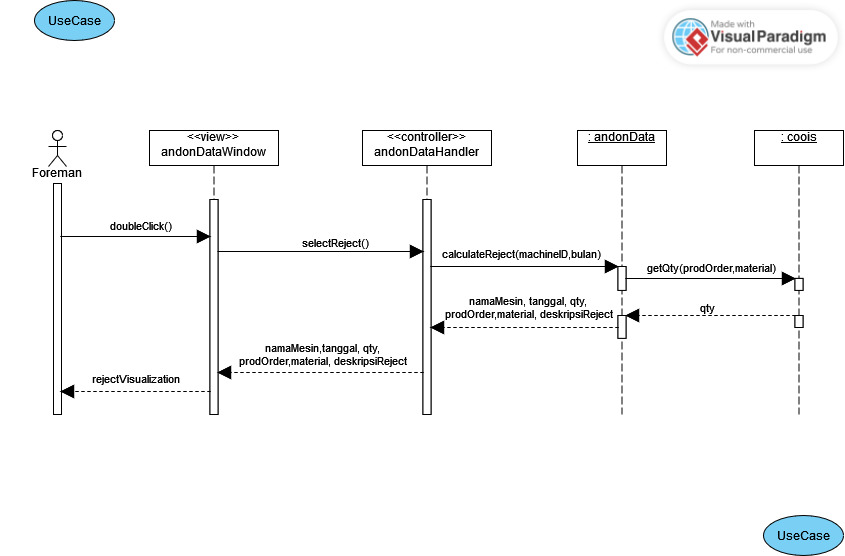 UseCase
Made with
Visual Paradigm
For non-commercial use
Foreman
<<view>>
andonDataWindow
<<controller>>
andonDataHandler
: andonData
: coois
doubleClick()
selectReject()
calculateReject(machineID,bulan)
getQty(prodOrder,material)
namaMesin, tanggal, qty,
prodOrder,material, deskripsiReject
qty
namaMesin,tanggal, qty,
prodOrder,material, deskripsiReject
rejectVisualization
UseCase